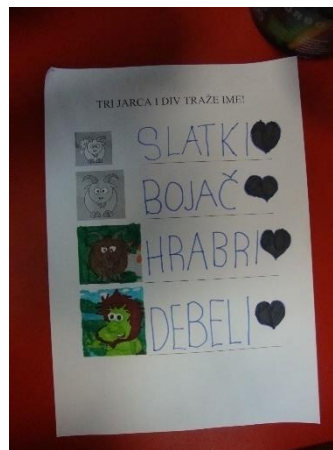 TRI JARCA I DIV TRAŽE IME!
SLATKI
BOJAČ
HRABRI
DEBELI